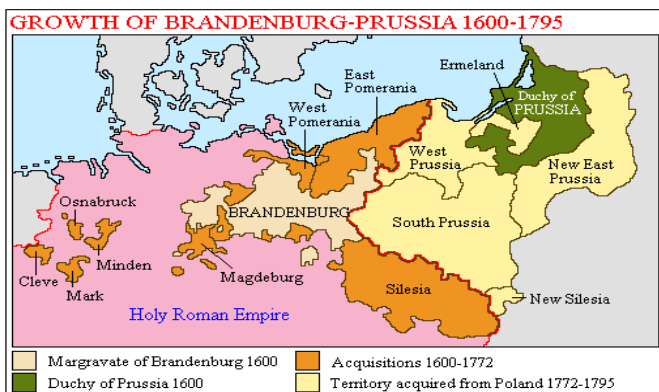 GROWTH OF BRANDENBURG-PRUSSIA 1600-1795
Ermeland
East
Pomerania
Duchy of
PRUSSIA
West
Pomerania
West
Prussia
New East
Prussia
Osnabruck
BRANDENBURG
South Prussia
Minden
Cleve
Mark
Magdeburg
Silesia
New Silesia
Holy Roman Empire
Margravate of Brandenburg 1600
Acquisitions 1600-1772
Duchy of Prussia 1600
Territory acquired from Poland 1772-1795